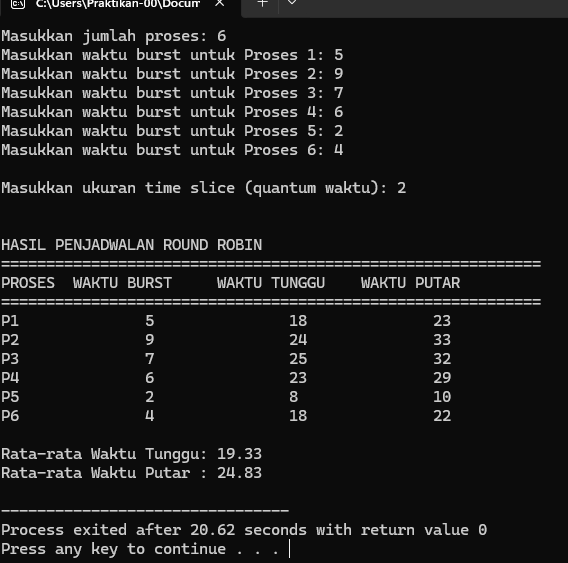 C:\Users\Praktikan-00\Docum
Masukkan jumlah proses: 6
Masukkan waktu burst untuk Proses 1: 5
Masukkan waktu burst untuk Proses 2: 9
Masukkan waktu burst untuk Proses 3: 7
Masukkan waktu burst untuk Proses 4: 6
Masukkan waktu burst untuk Proses 5: 2
Masukkan waktu burst untuk Proses 6: 4
Masukkan ukuran time slice (quantum waktu): 2
HASIL PENJADWALAN ROUND ROBIN
============================================================
PROSES  WAKTU BURST     WAKTU TUNGGU    WAKTU PUTAR
============================================================
P1              5               18              23
P2              9               24              33
P3              7               25              32
P4              6               23              29
P5              2               8               10
P6              4               18              22
Rata-rata Waktu Tunggu: 19.33
Rata-rata Waktu Putar : 24.83
--------------------------------
Process exited after 20.62 seconds with return value 0
Press any key to continue . . .